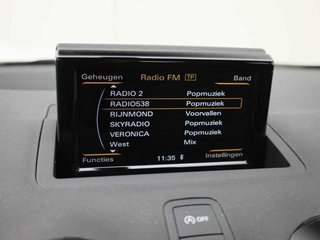 Geheugen Radio FM TP Band
RADIO 2 Popmuziek
RADIO538 Popmuziek
RIJNMOND Voorvallen
SKYRADIO Popmuziek
VERONICA Popmuziek
West Mix
Functies 11:35 Instellingen
OFF